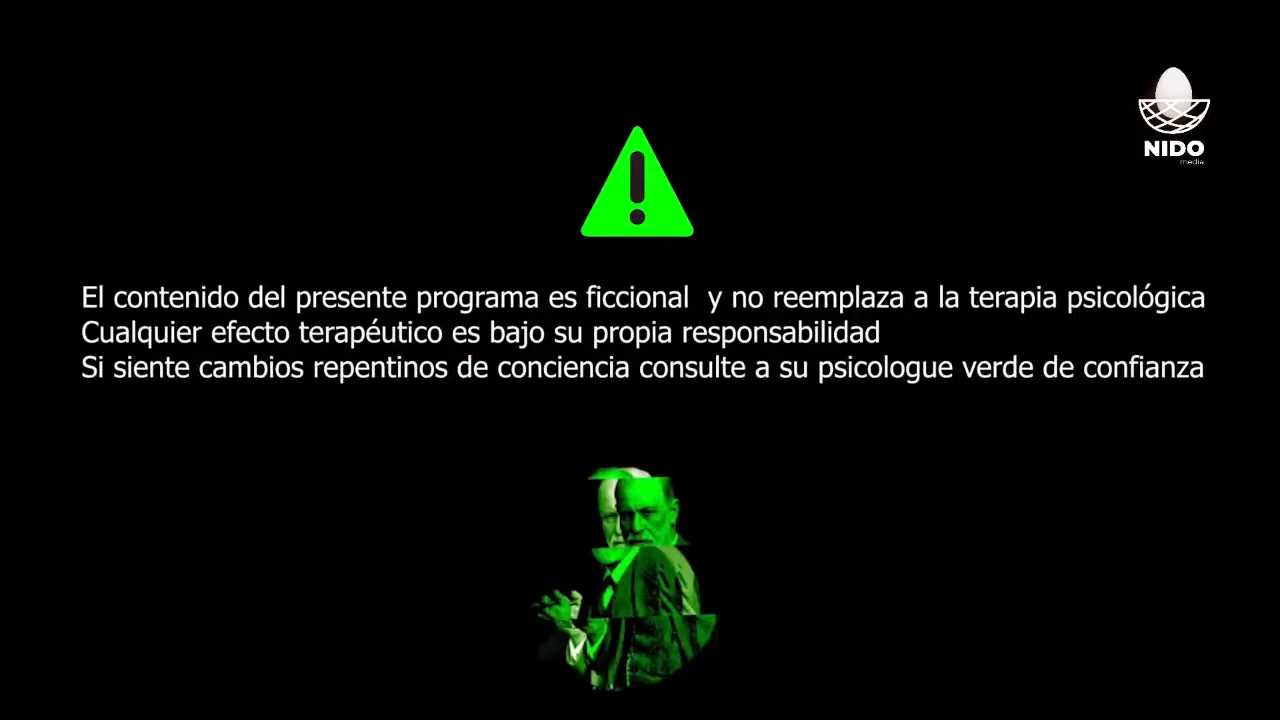 NIDO
media
El contenido del presente programa es ficcional  y no reemplaza a la terapia psicológica
Cualquier efecto terapéutico es bajo su propia responsabilidad
Si siente cambios repentinos de conciencia consulte a su psicologue verde de confianza